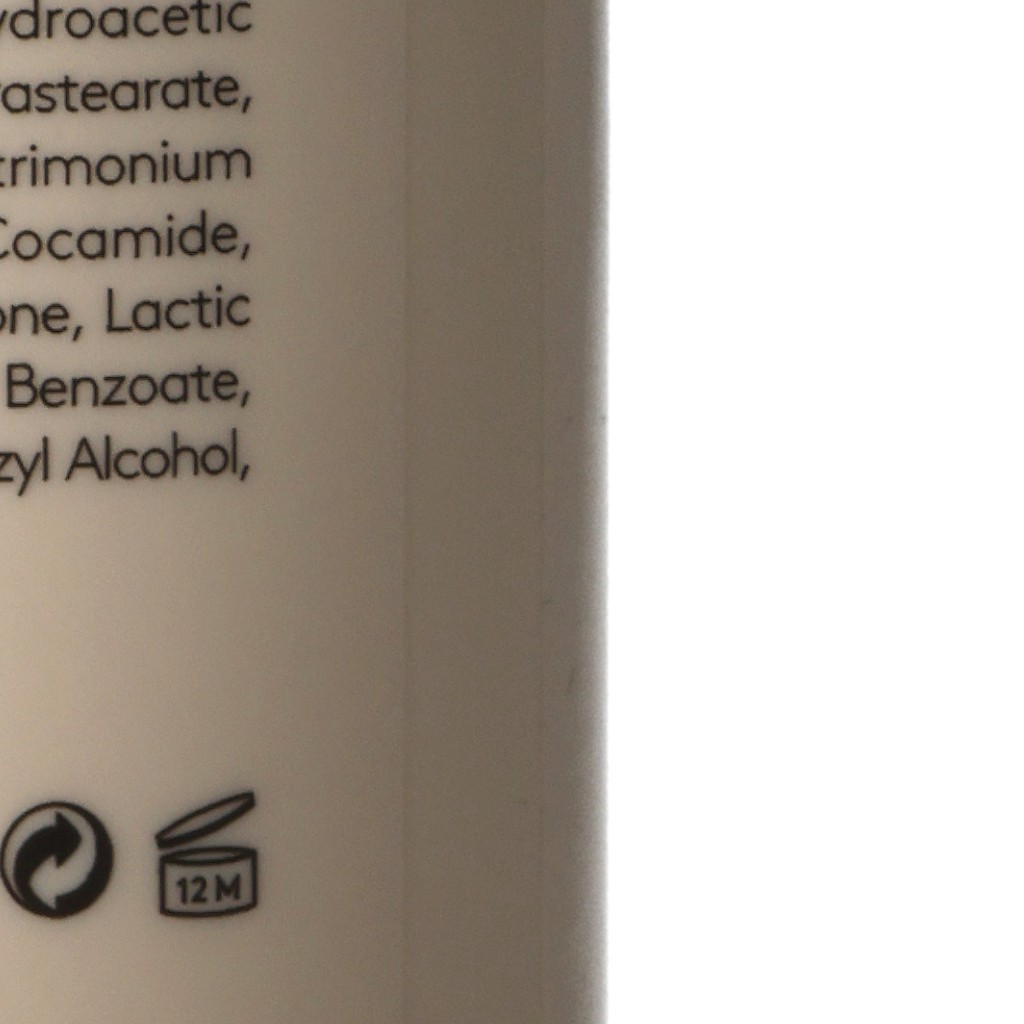 ydroacetic
astearate,
trimonium
Cocamide,
one, Lactic
Benzoate,
zyl Alcohol,
12 M